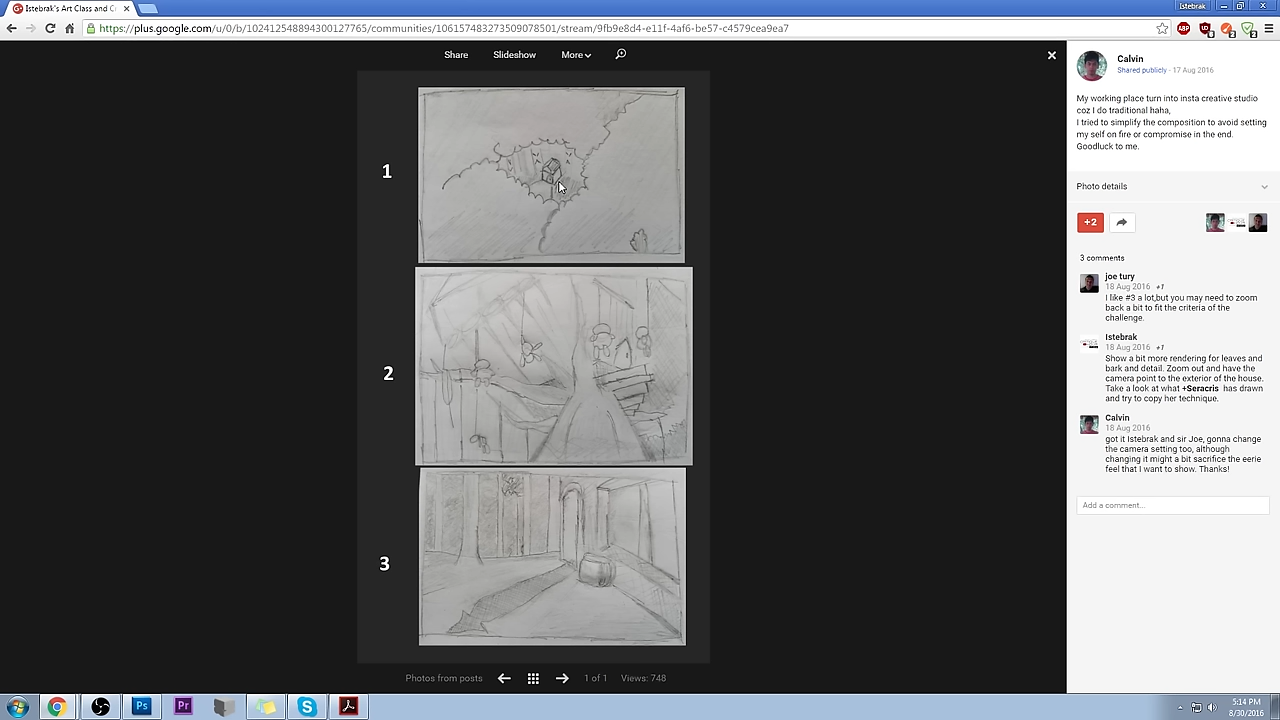 Istebrak's Art Class and Cr
Istebrak
https://plus.google.com/u/0/b/102412548894300127765/communities/106157483273509078501/stream/9fb9e8d4-e11f-4af6-be57-c4579cea9ea7
Share Slideshow More
Calvin
Shared publicly - 17 Aug 2016
My working place turn into insta creative studio
coz I do traditional haha,
I tried to simplify the composition to avoid setting
my self on fire or compromise in the end.
Goodluck to me.
Photo details
+2
3 comments
joe tury
18 Aug 2016 +1
I like #3 a lot,but you may need to zoom
back a bit to fit the criteria of the
challenge.
Istebrak
18 Aug 2016 +1
Show a bit more rendering for leaves and
bark and detail. Zoom out and have the
camera point to the exterior of the house.
Take a look at what +Seracris has drawn
and try to copy her technique.
Calvin
18 Aug 2016
got it Istebrak and sir Joe, gonna change
the camera setting too, although
changing it might a bit sacrifice the eerie
feel that I want to show. Thanks!
Add a comment...
1
2
3
Photos from posts 1 of 1 Views: 748
Ps Pr
5:14 PM
8/30/2016